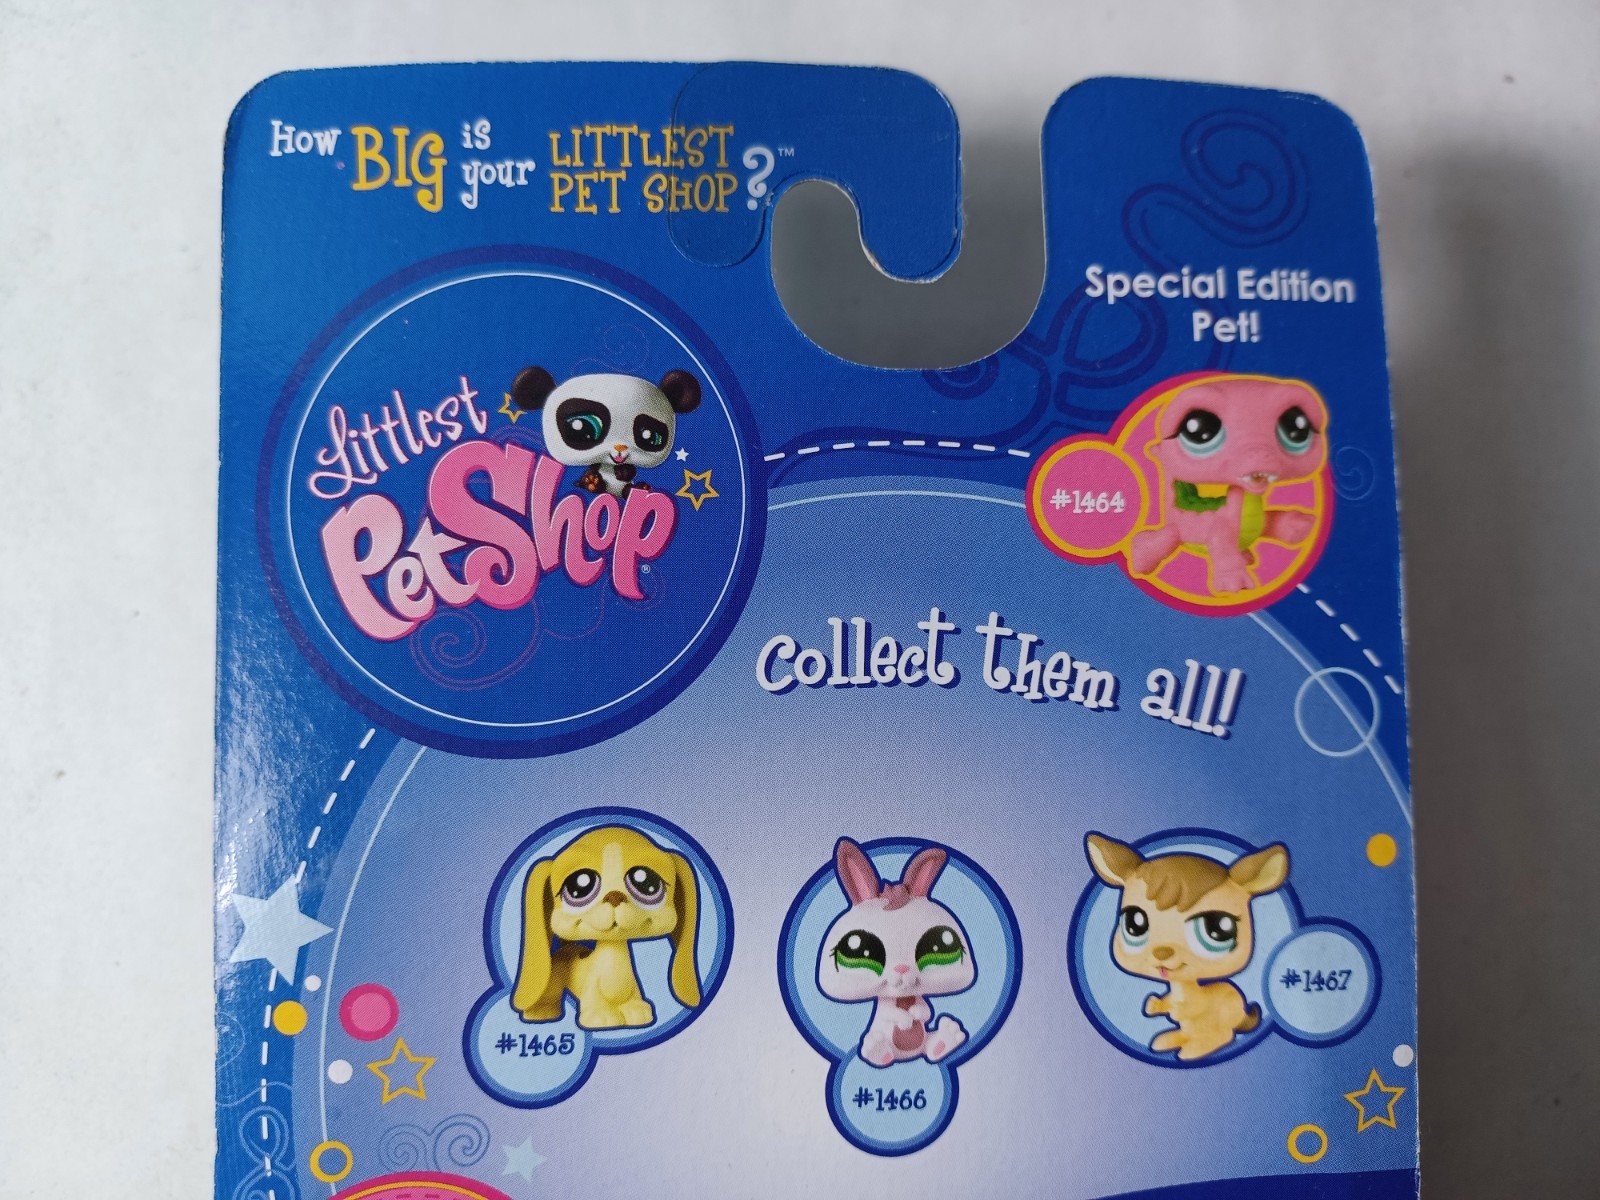 How BIG is your LITTLEST PET SHOP?™
Special Edition
Pet!
Littlest
PetShop®
#1464
Collect them all!
#1465
#1466
#1467